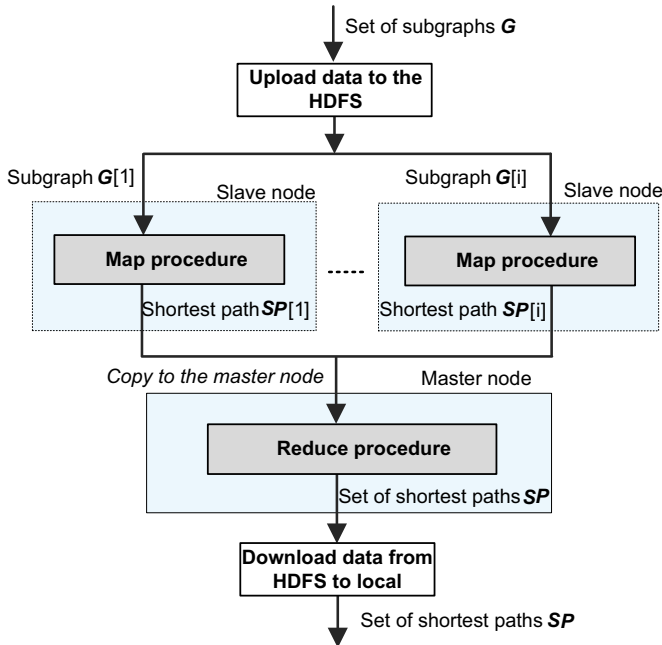 Set of subgraphs G
Upload data to the
HDFS
Subgraph G[1]
Subgraph G[i]
Slave node
Slave node
Map procedure
Map procedure
......
Shortest path SP[1]
Shortest path SP[i]
Copy to the master node
Master node
Reduce procedure
Set of shortest paths SP
Download data from
HDFS to local
Set of shortest paths SP